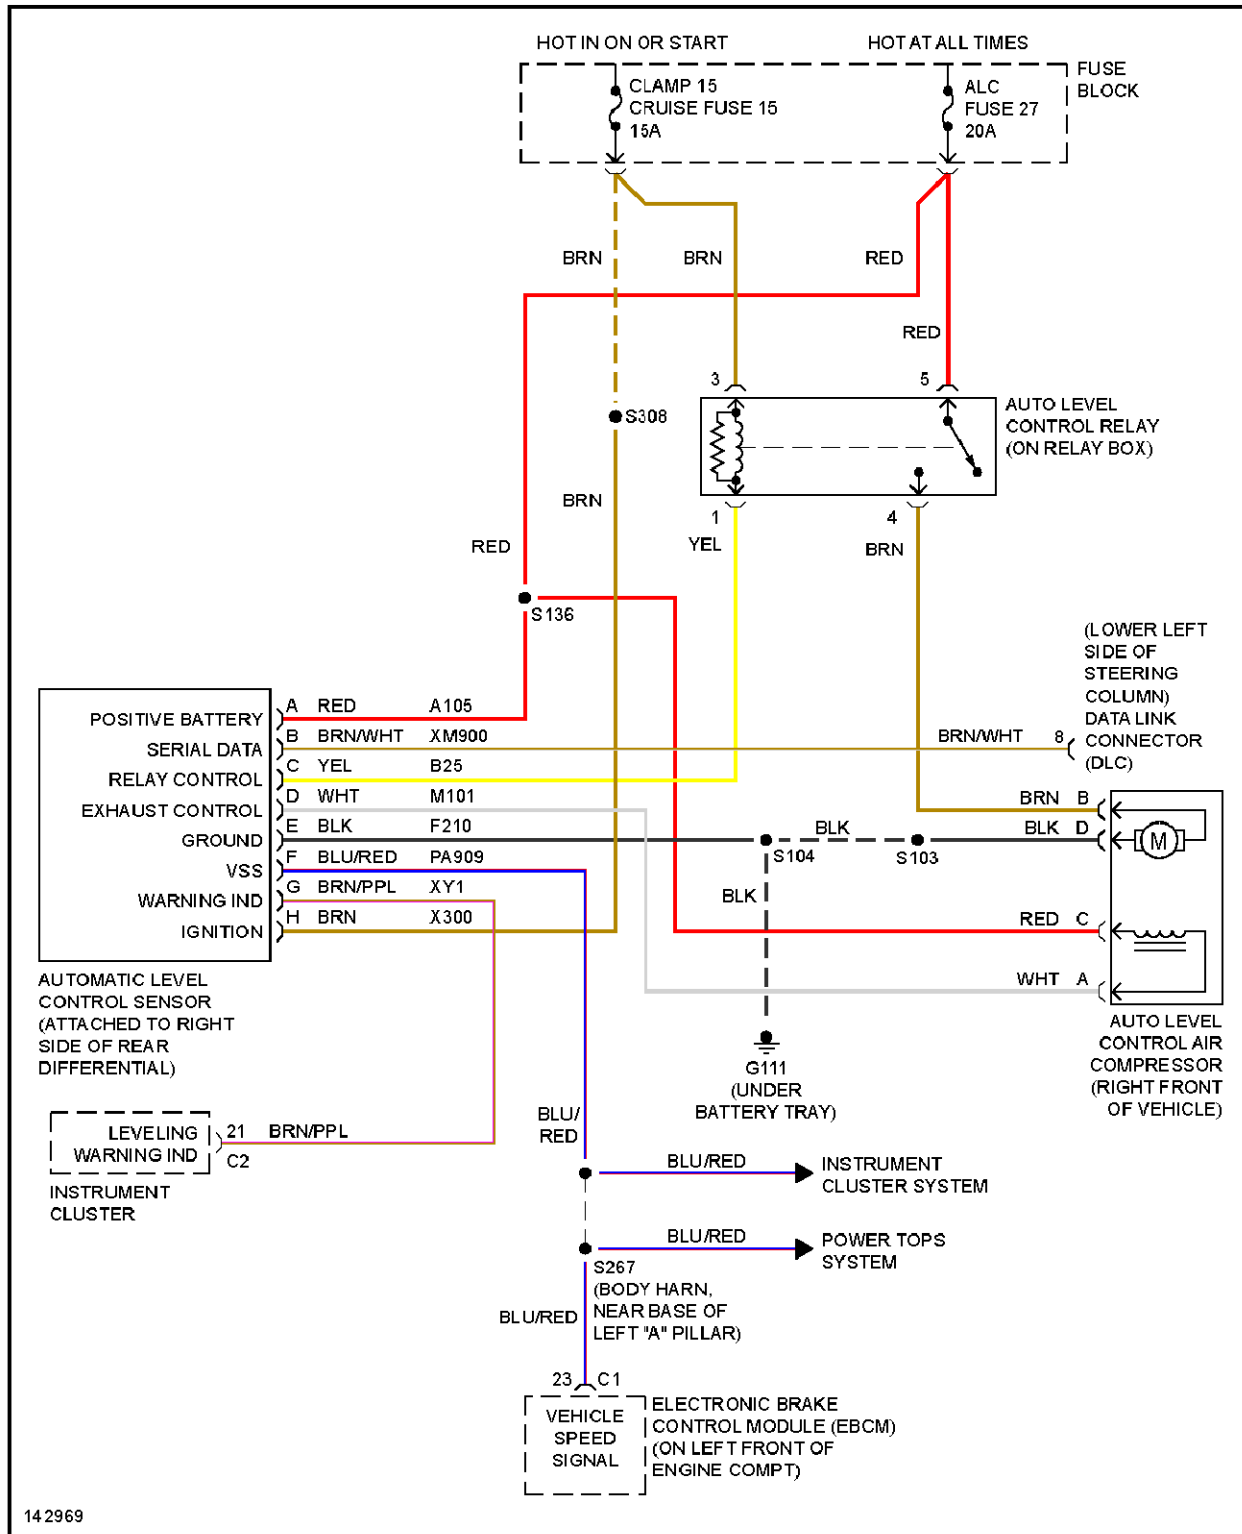 HOT IN ON OR START
HOT AT ALL TIMES
CLAMP 15
CRUISE FUSE 15
15A
ALC
FUSE 27
20A
FUSE
BLOCK
BRN
BRN
RED
RED
3
5
AUTO LEVEL
CONTROL RELAY
(ON RELAY BOX)
S308
BRN
1
4
YEL
BRN
RED
S136
(LOWER LEFT
SIDE OF
STEERING
COLUMN)
DATA LINK
CONNECTOR
(DLC)
POSITIVE BATTERY A RED A105
SERIAL DATA B BRN/WHT XM900
BRN/WHT 8
RELAY CONTROL C YEL B25
EXHAUST CONTROL D WHT M101
GROUND E BLK F210
VSS F BLU/RED PA909
WARNING IND G BRN/PPL XY1
IGNITION H BRN X300
BRN B
BLK
BLK D
S104
S103
M
BLK
RED C
WHT A
AUTOMATIC LEVEL
CONTROL SENSOR
(ATTACHED TO RIGHT
SIDE OF REAR
DIFFERENTIAL)
AUTO LEVEL
CONTROL AIR
COMPRESSOR
(RIGHT FRONT
OF VEHICLE)
G111
(UNDER
BATTERY TRAY)
LEVELING
WARNING IND
21
C2
BRN/PPL
INSTRUMENT
CLUSTER
BLU/
RED
BLU/RED
INSTRUMENT
CLUSTER SYSTEM
BLU/RED
POWER TOPS
SYSTEM
S267
(BODY HARN,
NEAR BASE OF
LEFT "A" PILLAR)
BLU/RED
23 C1
VEHICLE
SPEED
SIGNAL
ELECTRONIC BRAKE
CONTROL MODULE (EBCM)
(ON LEFT FRONT OF
ENGINE COMPT)
142969